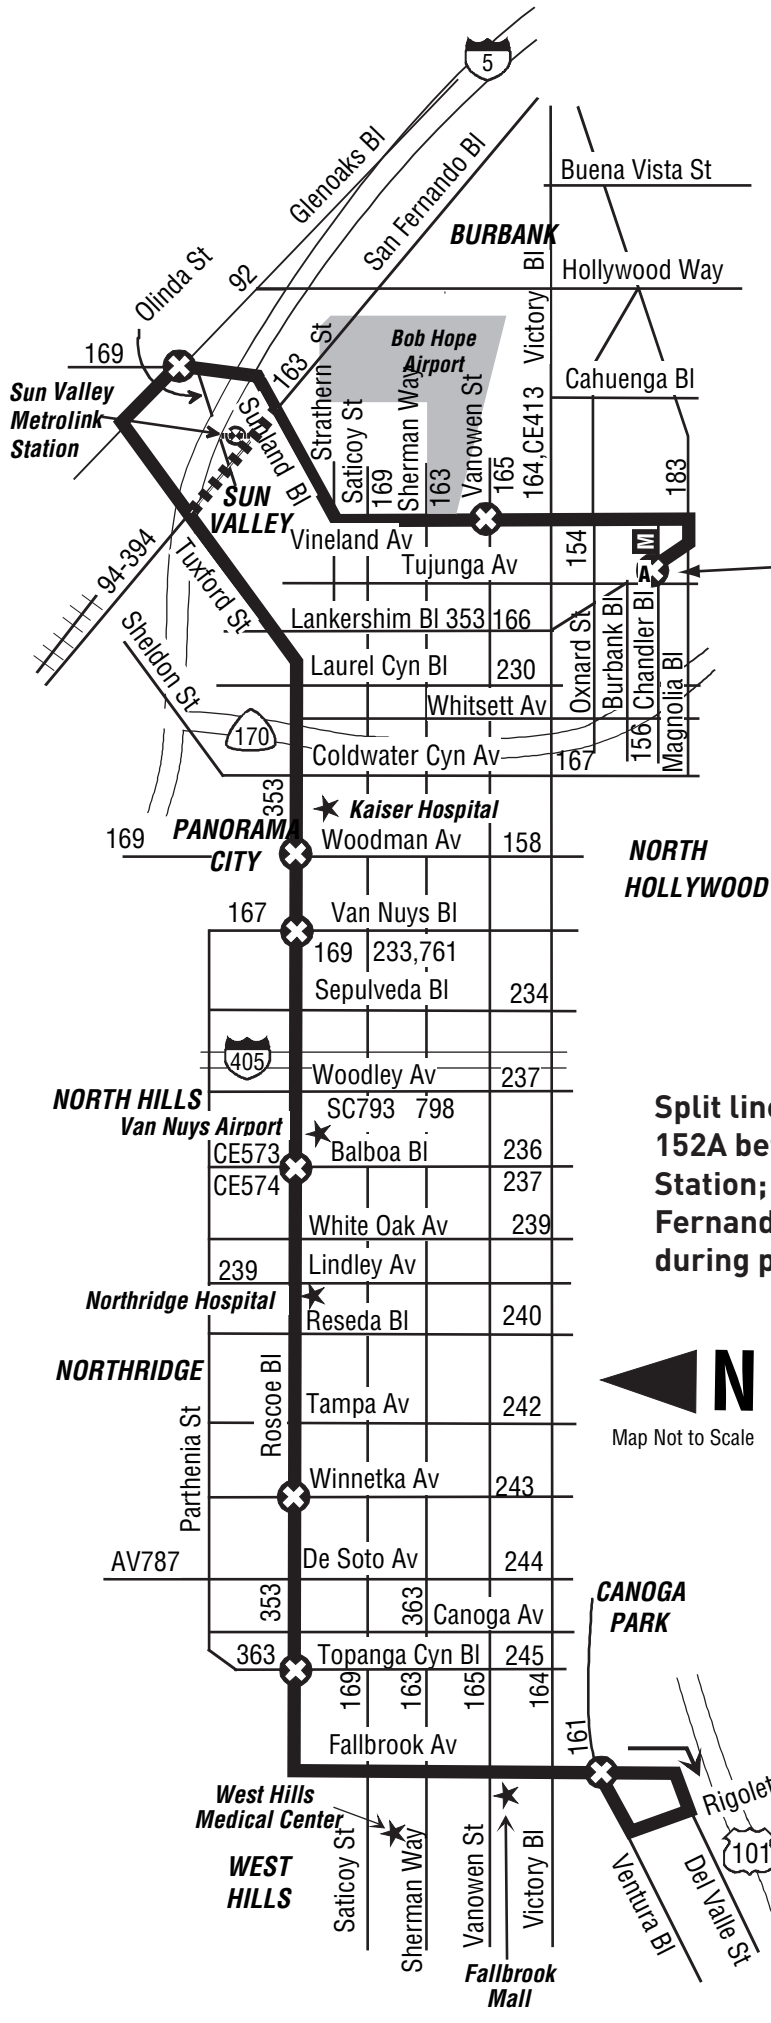 5
Glenoaks Bl
San Fernando Bl
Buena Vista St
BURBANK
Olinda St
92
Victory Bl
Hollywood Way
169
163
Strathern St
Bob Hope
Airport
Cahuenga Bl
Sun Valley
Metrolink
Station
Sunland Bl
Saticoy St
169
Sherman Way
163
Vanowen St
165
164,CE413
183
SUN
VALLEY
Vineland Av
154
M
94-394
Tuxford St
Tujunga Av
A
Lankershim Bl 353
166
Sheldon St
Laurel Cyn Bl
230
Oxnard St
Burbank Bl
Chandler Bl
Magnolia Bl
Whitsett Av
170
Coldwater Cyn Av
167
156
353
Kaiser Hospital
169
PANORAMA
CITY
Woodman Av
158
NORTH
HOLLYWOOD
167
Van Nuys Bl
169
233,761
Sepulveda Bl
234
405
Woodley Av
237
NORTH HILLS
SC793
798
Split line
Van Nuys Airport
152A be
CE573
Balboa Bl
236
CE574
237
Station;
White Oak Av
239
Fernand
239
Lindley Av
during p
Northridge Hospital
Reseda Bl
240
NORTHRIDGE
Roscoe Bl
N
Parthenia St
Tampa Av
242
Map Not to Scale
Winnetka Av
243
AV787
De Soto Av
244
353
363
Canoga Av
CANOGA
PARK
363
Topanga Cyn Bl
245
169
163
165
164
161
Fallbrook Av
Rigolet
West Hills
Medical Center
101
WEST
HILLS
Saticoy St
Sherman Way
Vanowen St
Victory Bl
Ventura Bl
Del Valle St
Fallbrook
Mall